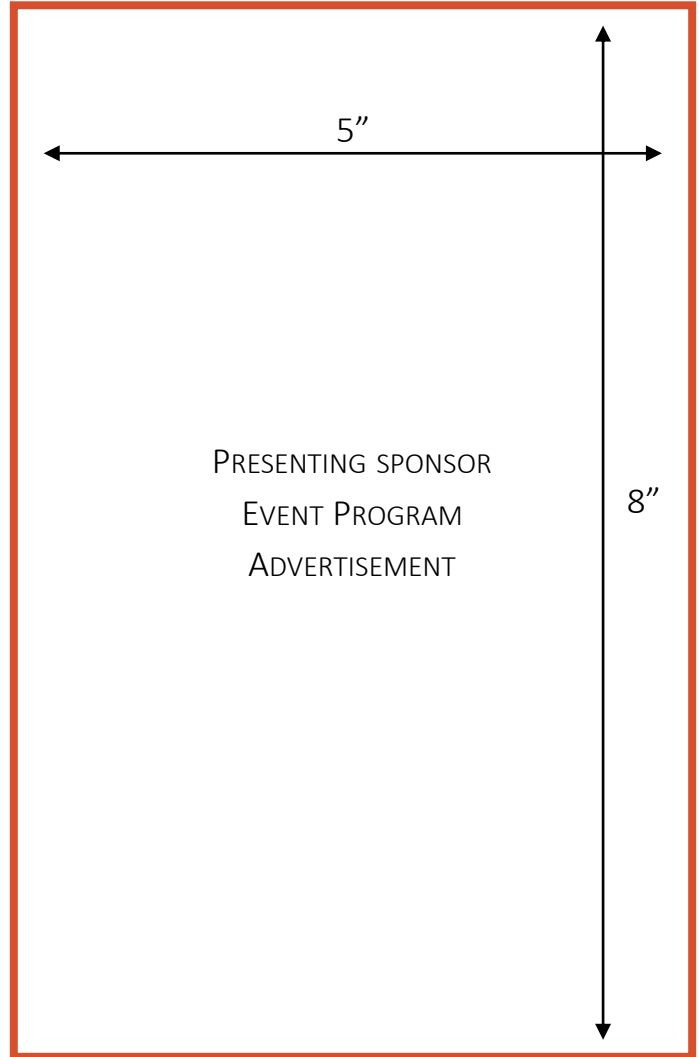 5”
Presenting sponsor
Event Program
8”
Advertisement